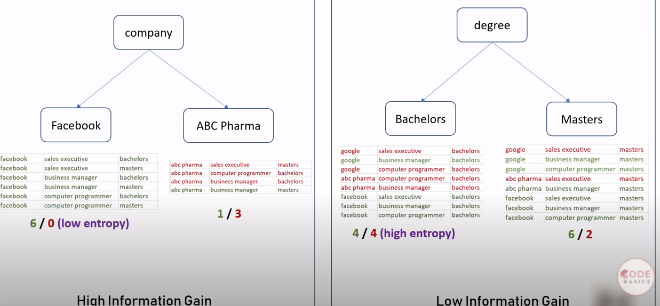 company
Facebook
ABC Pharma
facebook sales executive bachelors
facebook sales executive masters
facebook business manager bachelors
facebook business manager masters
facebook computer programmer bachelors
facebook computer programmer masters
6 / 0 (low entropy)
abc pharma sales executive masters
abc pharma computer programmer bachelors
abc pharma business manager bachelors
abc pharma business manager masters
1 / 3
High Information Gain
degree
Bachelors
Masters
google sales executive bachelors
google business manager bachelors
google computer programmer bachelors
abc pharma computer programmer bachelors
abc pharma business manager bachelors
facebook sales executive bachelors
facebook business manager bachelors
facebook computer programmer bachelors
4 / 4 (high entropy)
google sales executive masters
google business manager masters
google computer programmer masters
abc pharma sales executive masters
abc pharma business manager masters
facebook sales executive masters
facebook business manager masters
facebook computer programmer masters
6 / 2
Low Information Gain
CODE
BASICS